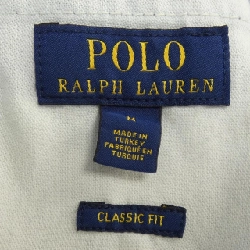 POLO
RALPH LAUREN
MADE IN
TURKEY
FABRIQUÉ EN
TURQUIE
CLASSIC FIT